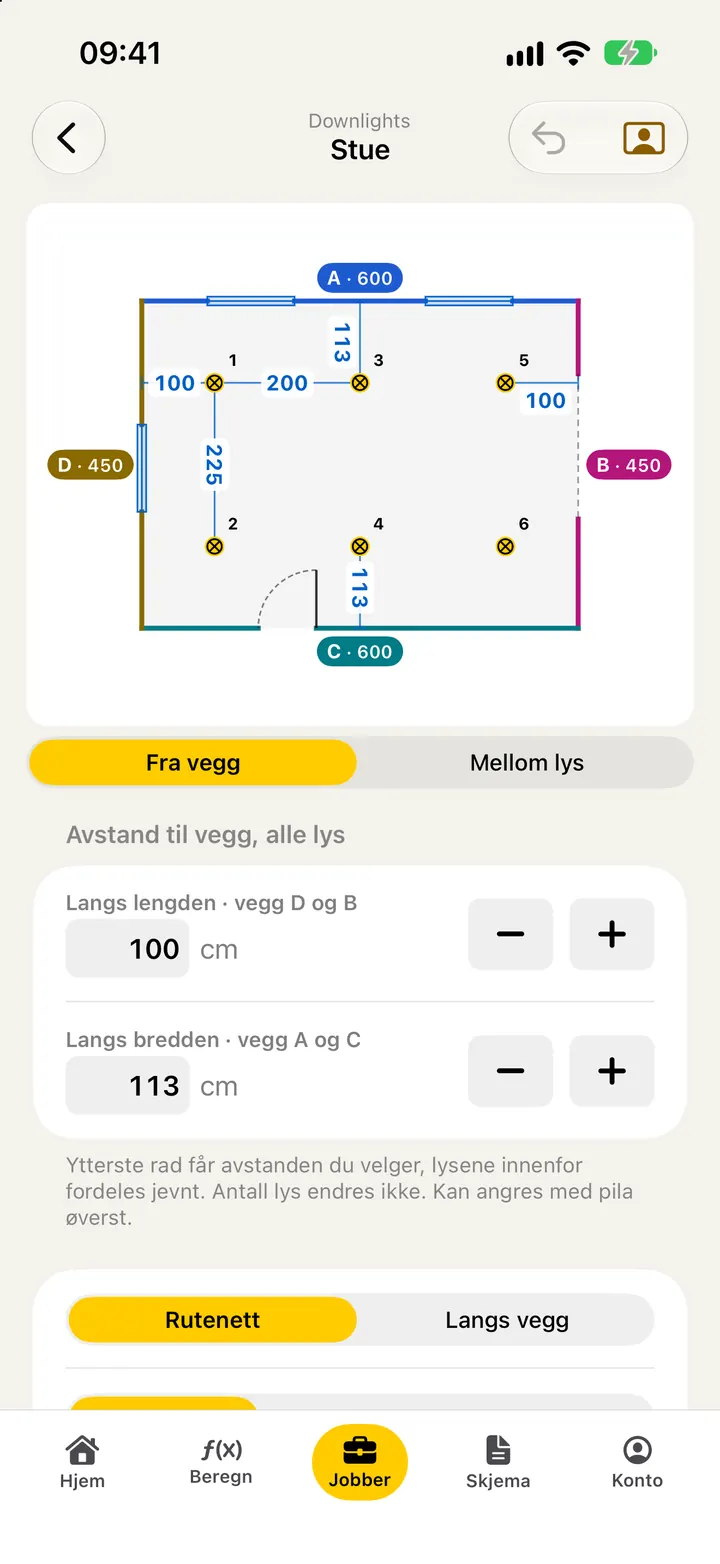 09:41
Downlights
Stue
A · 600
113
1
3
5
100
200
100
225
D · 450
B · 450
2
4
6
113
C · 600
Fra vegg
Mellom lys
Avstand til vegg, alle lys
Langs lengden · vegg D og B
100 cm
Langs bredden · vegg A og C
113 cm
Ytterste rad får avstanden du velger, lysene innenfor
fordeles jevnt. Antall lys endres ikke. Kan angres med pila
øverst.
Rutenett
Langs vegg
Hjem
f(x)
Beregn
Jobber
Skjema
Konto